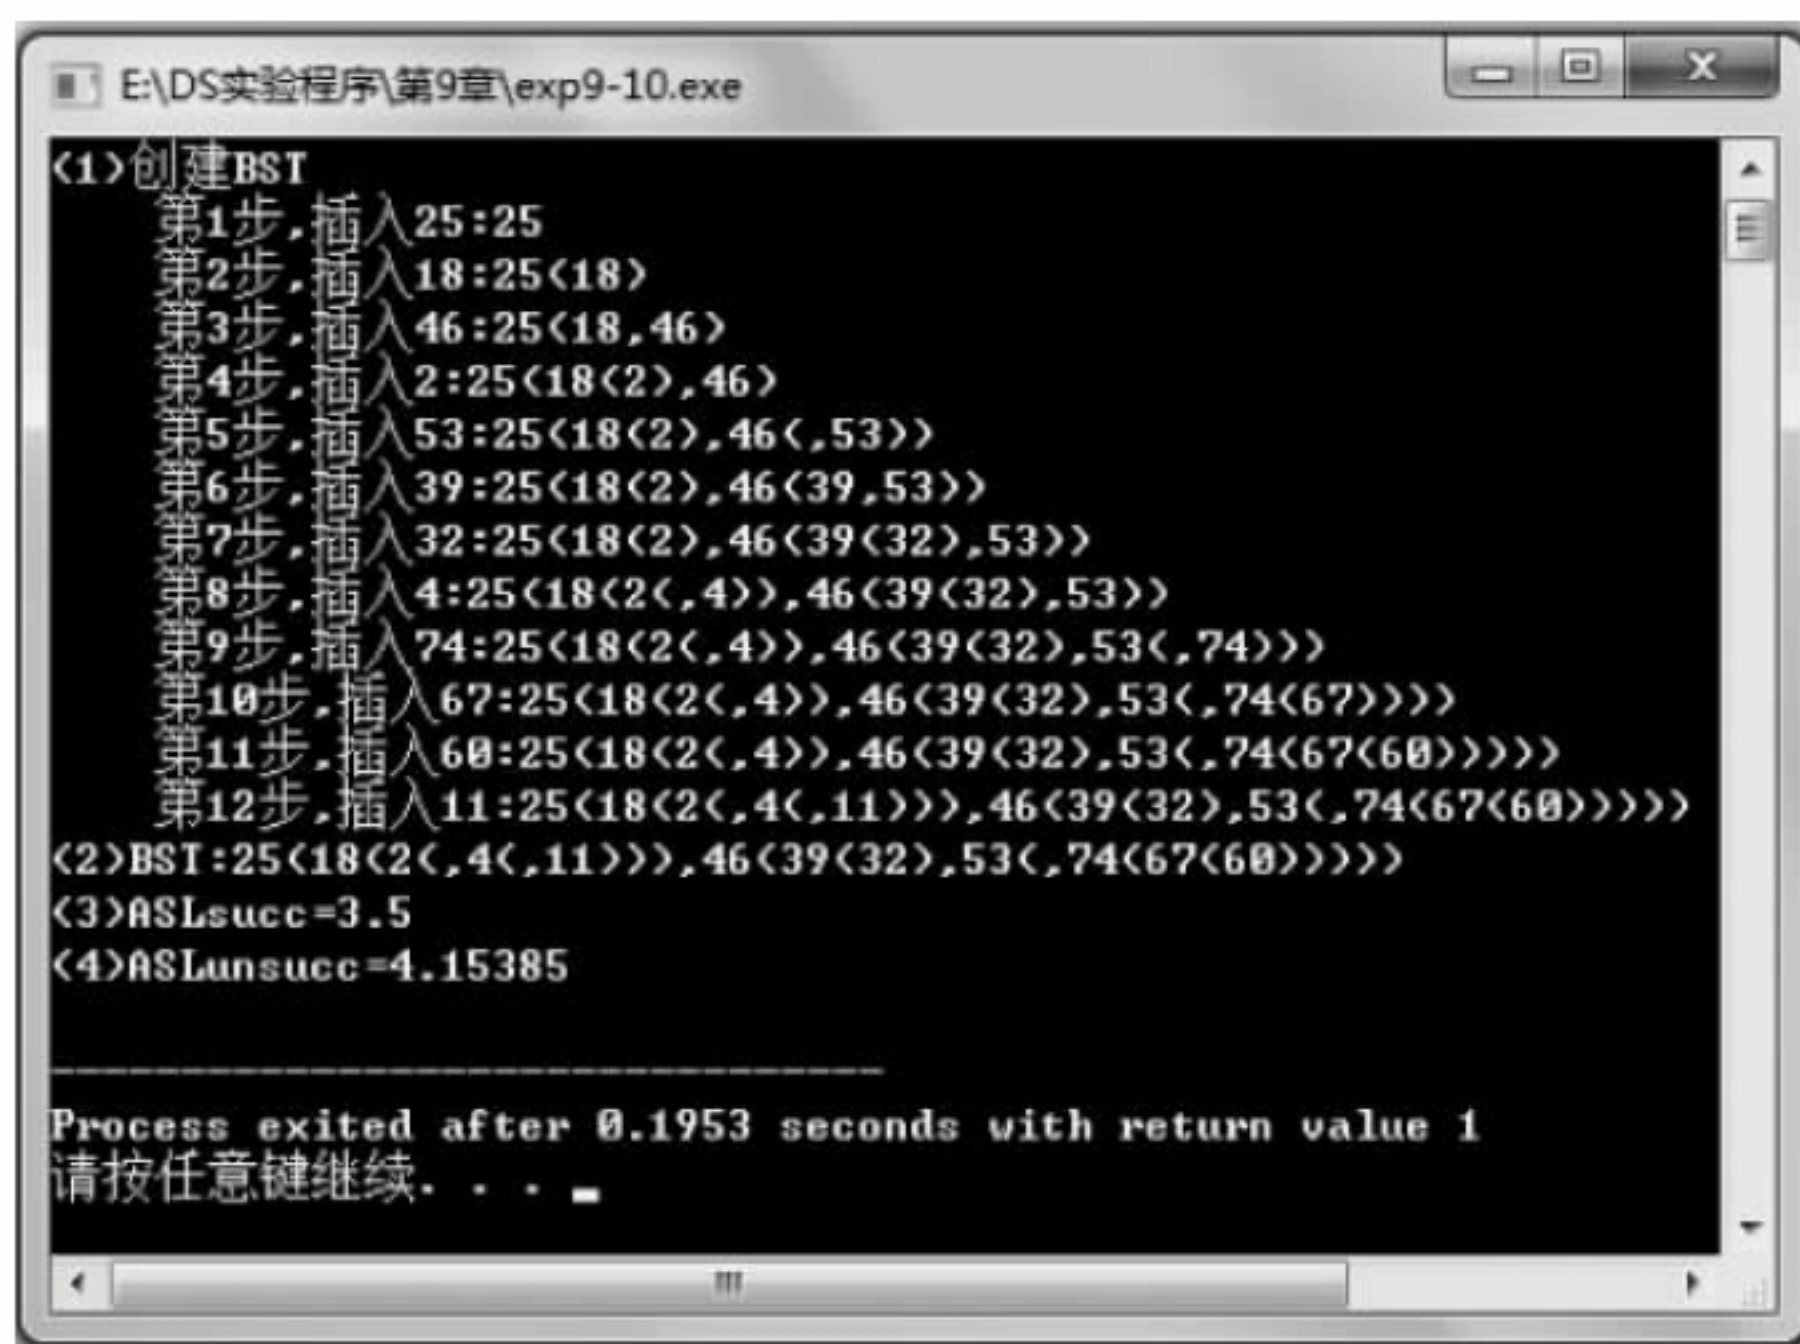 E:\DS实验程序\第9章\exp9-10.exe
(1)创建BST
第1步,插入25:25
第2步,插入18:25(18)
第3步,插入46:25(18,46)
第4步,插入2:25(18(2),46)
第5步,插入53:25(18(2),46(,53))
第6步,插入39:25(18(2),46(39,53))
第7步,插入32:25(18(2),46(39(32),53))
第8步,插入4:25(18(2(,4)),46(39(32),53))
第9步,插入74:25(18(2(,4)),46(39(32),53(,74)))
第10步,插入67:25(18(2(,4)),46(39(32),53(,74(67))))
第11步,插入60:25(18(2(,4)),46(39(32),53(,74(67(60)))))
第12步,插入11:25(18(2(,4(,11))),46(39(32),53(,74(67(60)))))
(2)BST:25(18(2(,4(,11))),46(39(32),53(,74(67(60)))))
(3)ASLsucc=3.5
(4)ASLunsucc=4.15385
--------------------------------
Process exited after 0.1953 seconds with return value 1
请按任意键继续. . .